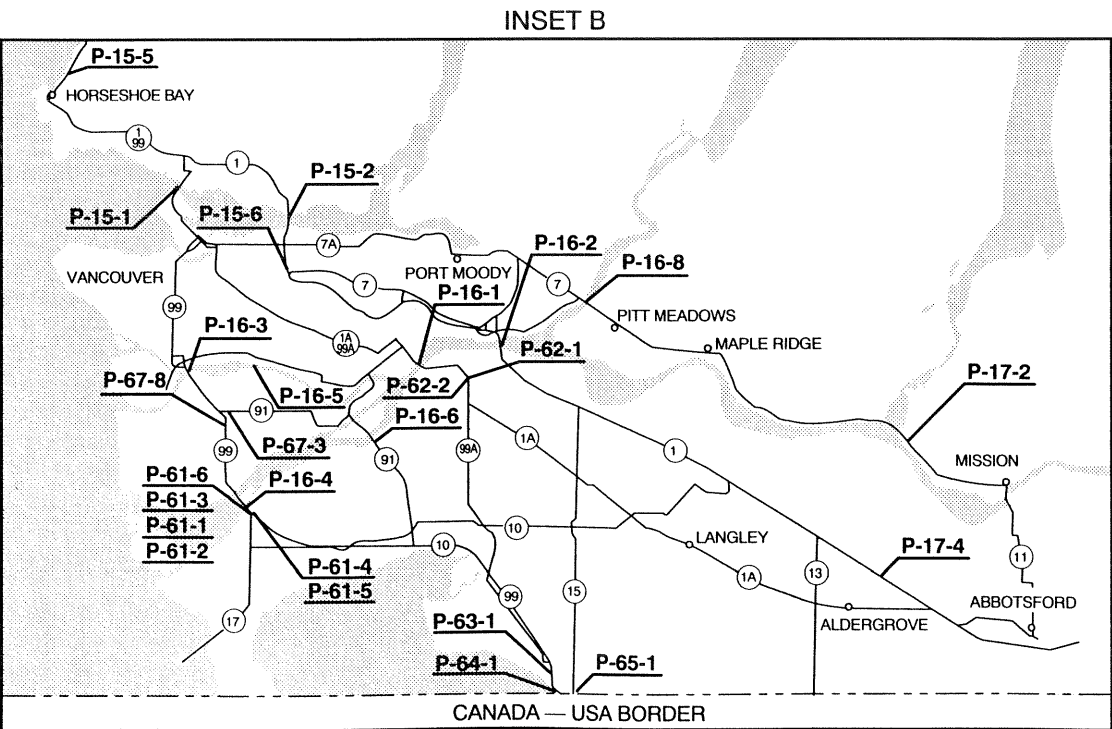 INSET B
P-15-5
HORSESHOE BAY
1
99
1
P-15-2
P-15-1
P-15-6
7A
P-16-2
PORT MOODY
P-16-8
VANCOUVER
7
7
P-16-1
99
PITT MEADOWS
P-16-3
1A
99A
MAPLE RIDGE
P-62-1
P-67-8
P-16-5
P-62-2
P-17-2
91
P-16-6
1A
99
P-67-3
91
99A
1
MISSION
P-61-6
P-16-4
P-61-3
P-61-1
10
P-61-2
10
LANGLEY
P-17-4
11
P-61-4
1A
13
P-61-5
99
15
ABBOTSFORD
17
P-63-1
ALDERGROVE
P-64-1
P-65-1
CANADA — USA BORDER